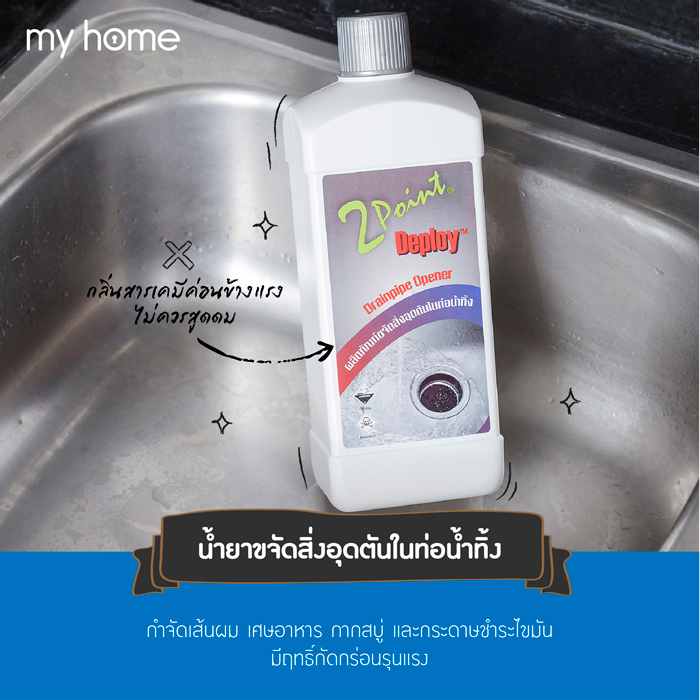 my home
2Point®
Deploy™
Drainpipe Opener
ผลิตภัณฑ์ขจัดสิ่งอุดตันในท่อน้ำทิ้ง
กลิ่นสารเคมีค่อนข้างแรง
ไม่ควรสูดดม
น้ำยาขจัดสิ่งอุดตันในท่อน้ำทิ้ง
กำจัดเส้นผม เศษอาหาร กากสบู่ และกระดาษชำระไขมัน
มีฤทธิ์กัดกร่อนรุนแรง